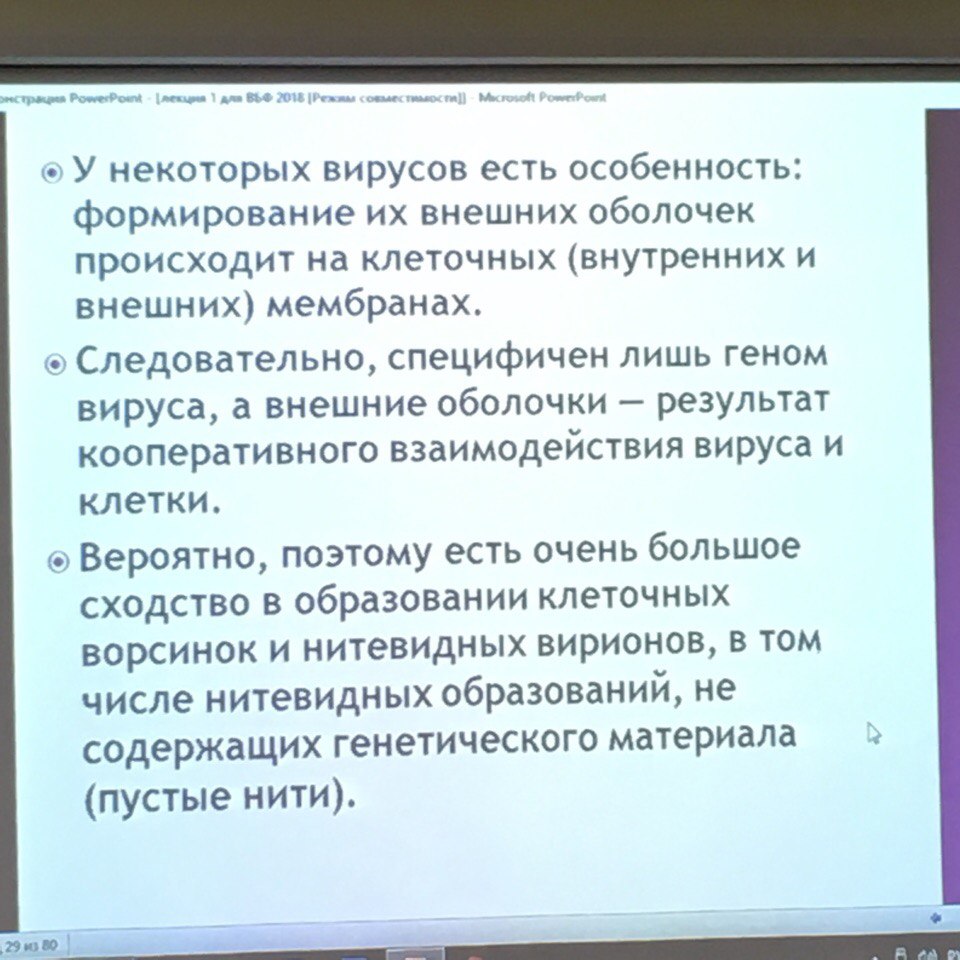 нстрация PowerPoint - [лекция 1 для ВБФ 2018 [Режим совместимости]] - Microsoft PowerPoint
У некоторых вирусов есть особенность:
формирование их внешних оболочек
происходит на клеточных (внутренних и
внешних) мембранах.
Следовательно, специфичен лишь геном
вируса, а внешние оболочки — результат
кооперативного взаимодействия вируса и
клетки.
Вероятно, поэтому есть очень большое
сходство в образовании клеточных
ворсинок и нитевидных вирионов, в том
числе нитевидных образований, не
содержащих генетического материала
(пустые нити).
29 из 80